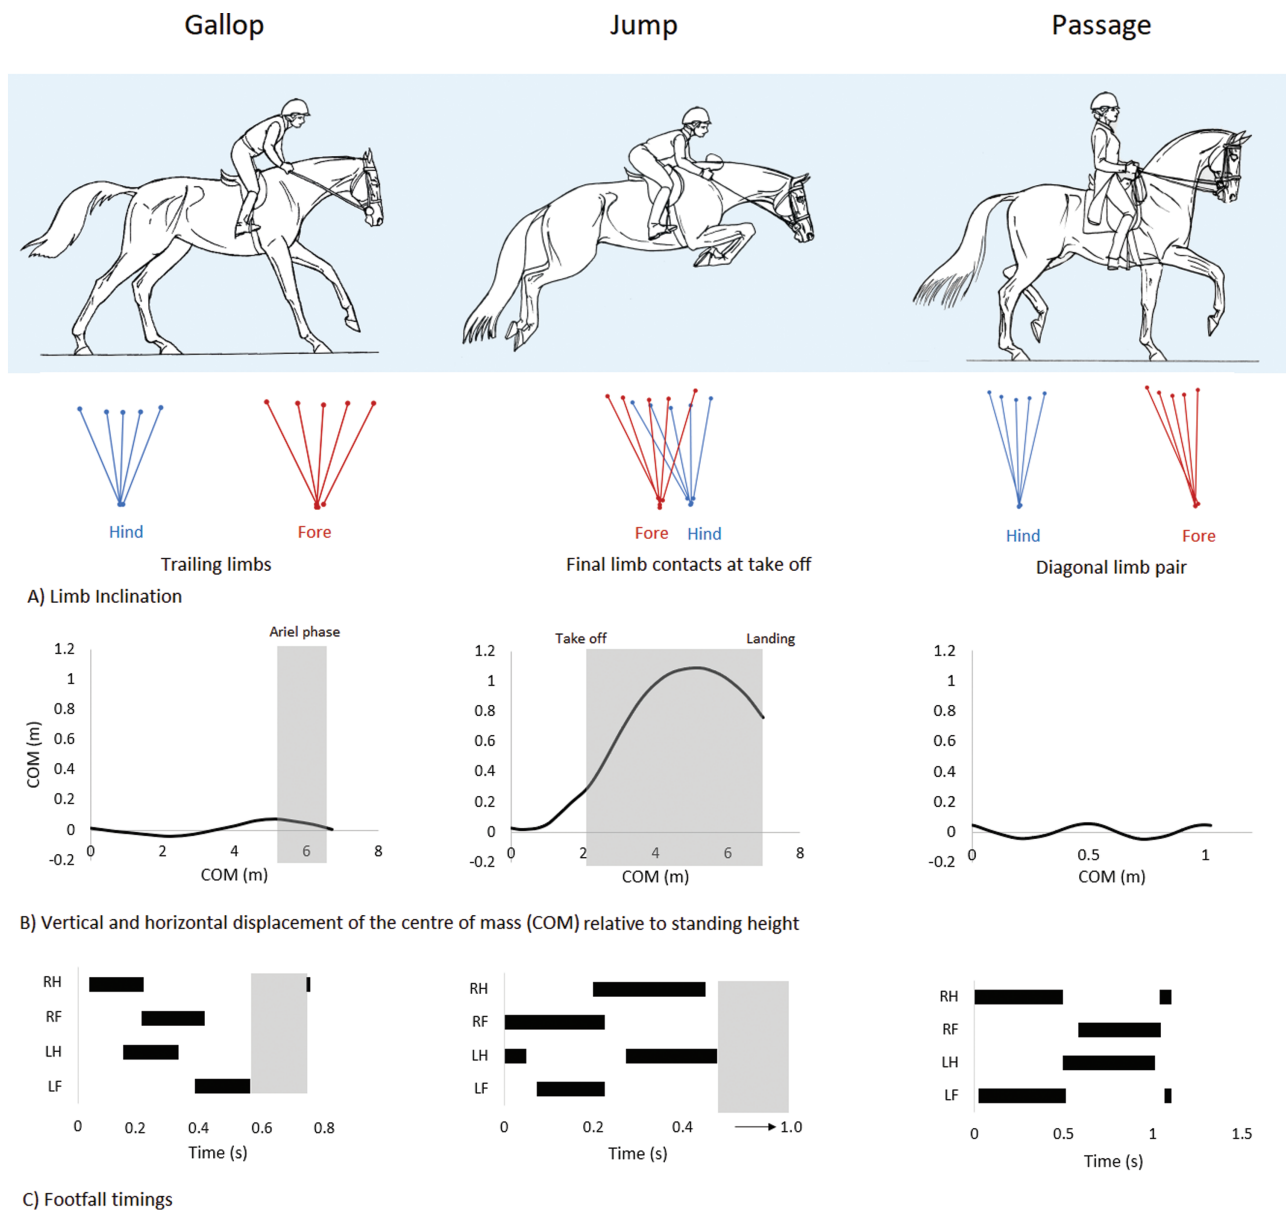 Gallop
Jump
Passage
Hind
Fore
Fore
Hind
Hind
Fore
Trailing limbs
Final limb contacts at take off
Diagonal limb pair
A) Limb Inclination
Ariel phase
1.2
1
0.8
0.6
0.4
0.2
0
-0.2
COM (m)
0
2
4
6
8
COM (m)
Take off
Landing
1.2
1
0.8
0.6
0.4
0.2
0
-0.2
0
2
4
6
8
COM (m)
1.2
1
0.8
0.6
0.4
0.2
0
-0.2
0
0.5
1
COM (m)
B) Vertical and horizontal displacement of the centre of mass (COM) relative to standing height
RH
RF
LH
LF
0
0.2
0.4
0.6
0.8
Time (s)
RH
RF
LH
LF
0
0.2
0.4
1.0
Time (s)
RH
RF
LH
LF
0
0.5
1
1.5
Time (s)
C) Footfall timings